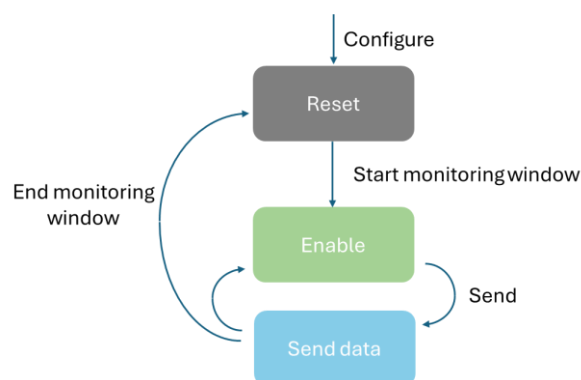 Configure
Reset
Start monitoring window
End monitoring
window
Enable
Send
Send data